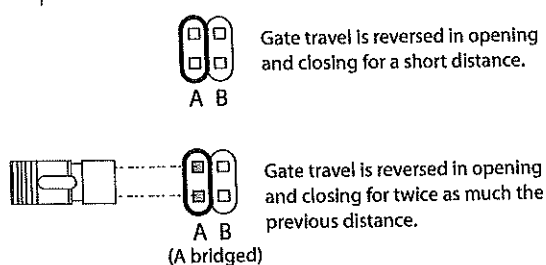 Gate travel is reversed in opening
and closing for a short distance.
A B
Gate travel is reversed in opening
and closing for twice as much the
previous distance.
A B
(A bridged)